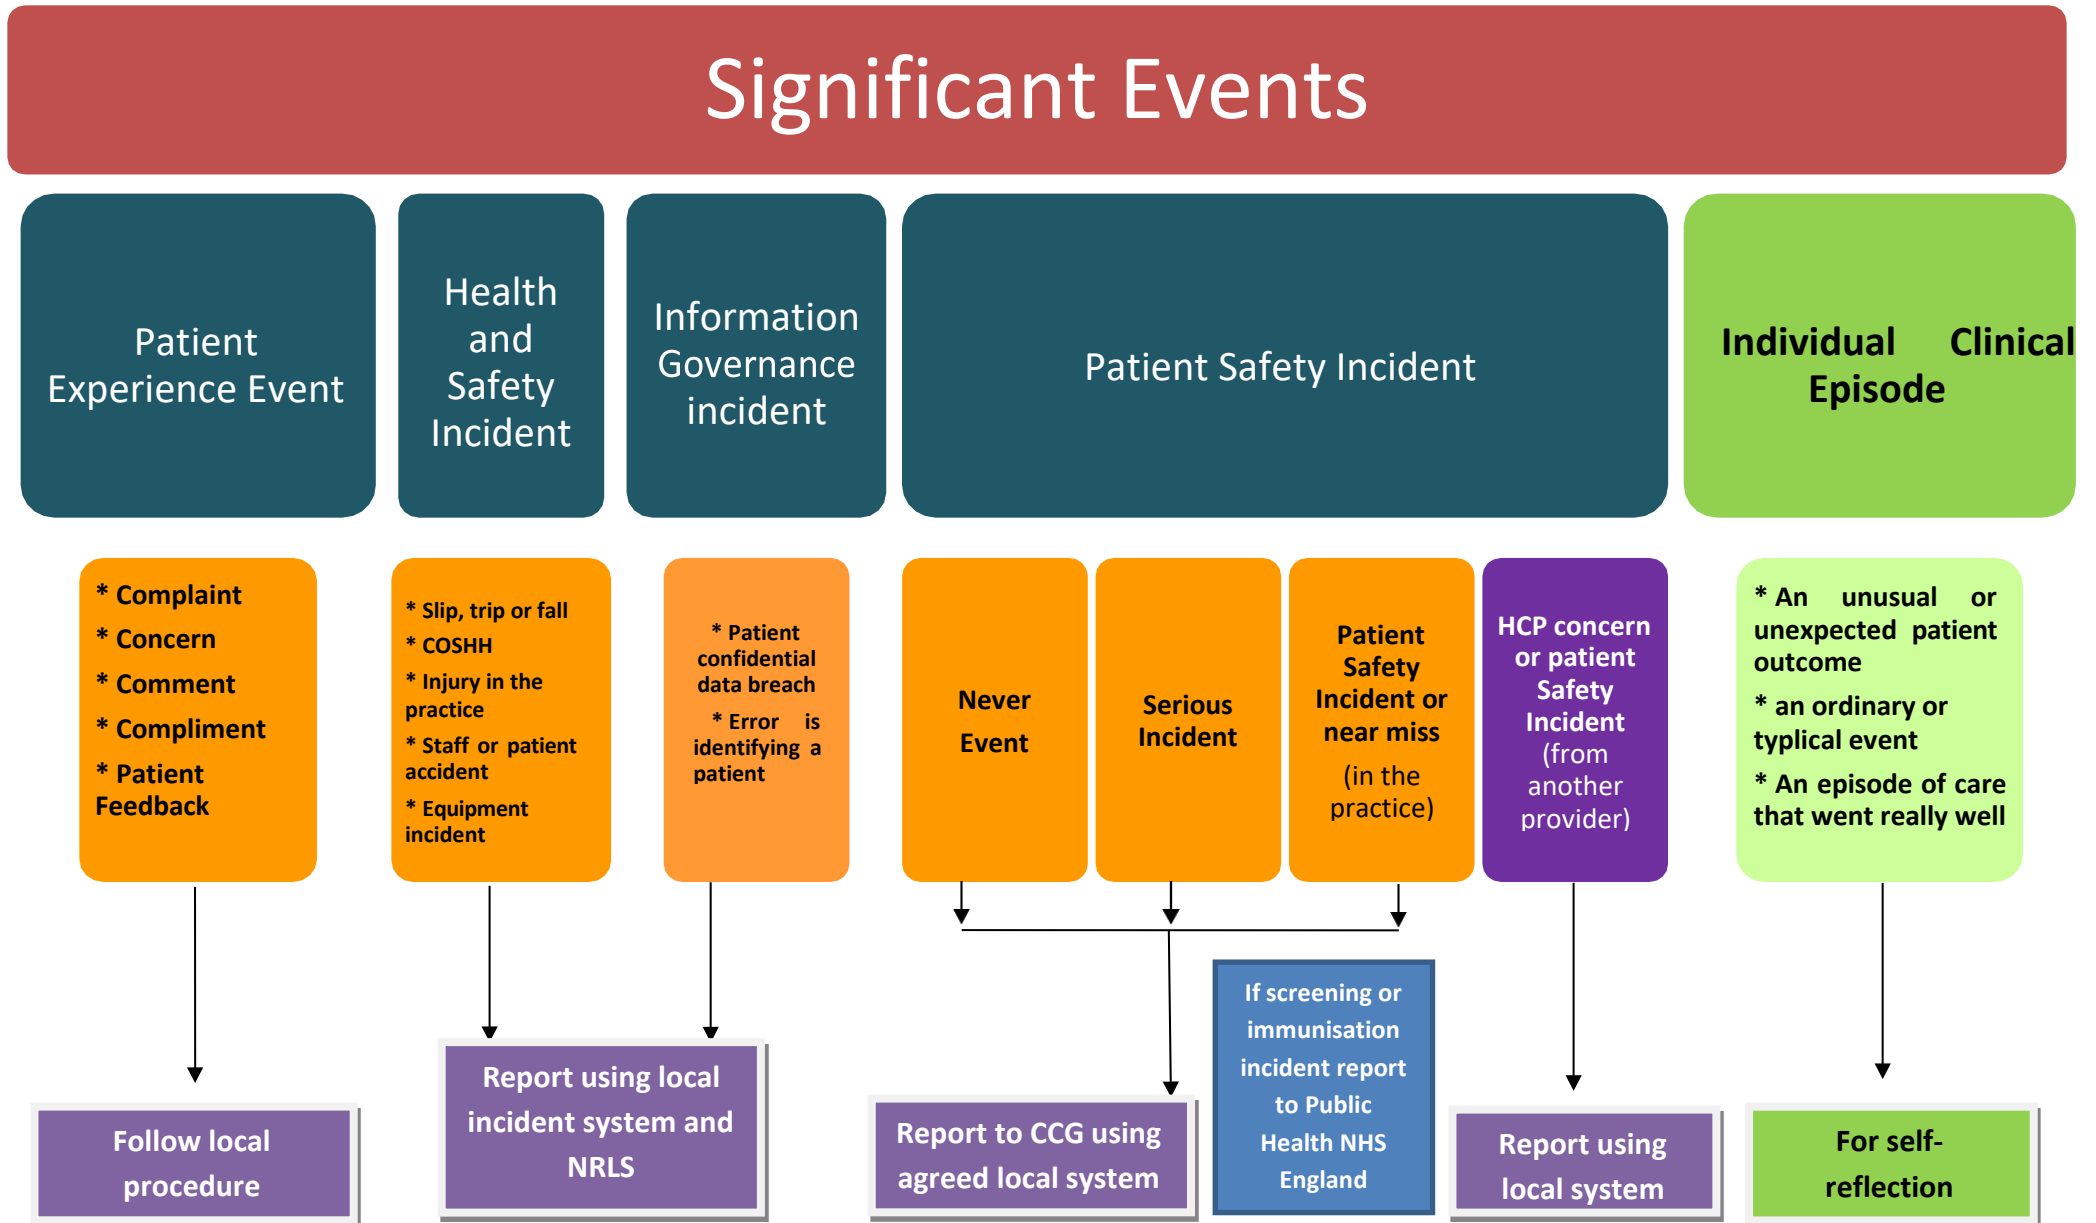 Significant Events
Patient
Experience Event
Health
and
Safety
Incident
Information
Governance
incident
Patient Safety Incident
Individual Clinical
Episode
* Complaint
* Concern
* Comment
* Compliment
* Patient
Feedback
* Slip, trip or fall
* COSHH
* Injury in the
practice
* Staff or patient
accident
* Equipment
incident
* Patient
confidential
data breach
* Error is
identifying a
patient
Never
Event
Serious
Incident
Patient
Safety
Incident or
near miss
(in the
practice)
HCP concern
or patient
Safety
Incident
(from
another
provider)
* An unusual or
unexpected patient
outcome
* an ordinary or
typlical event
* An episode of care
that went really well
Follow local
procedure
Report using local
incident system and
NRLS
Report to CCG using
agreed local system
If screening or
immunisation
incident report
to Public
Health NHS
England
Report using
local system
For self-
reflection